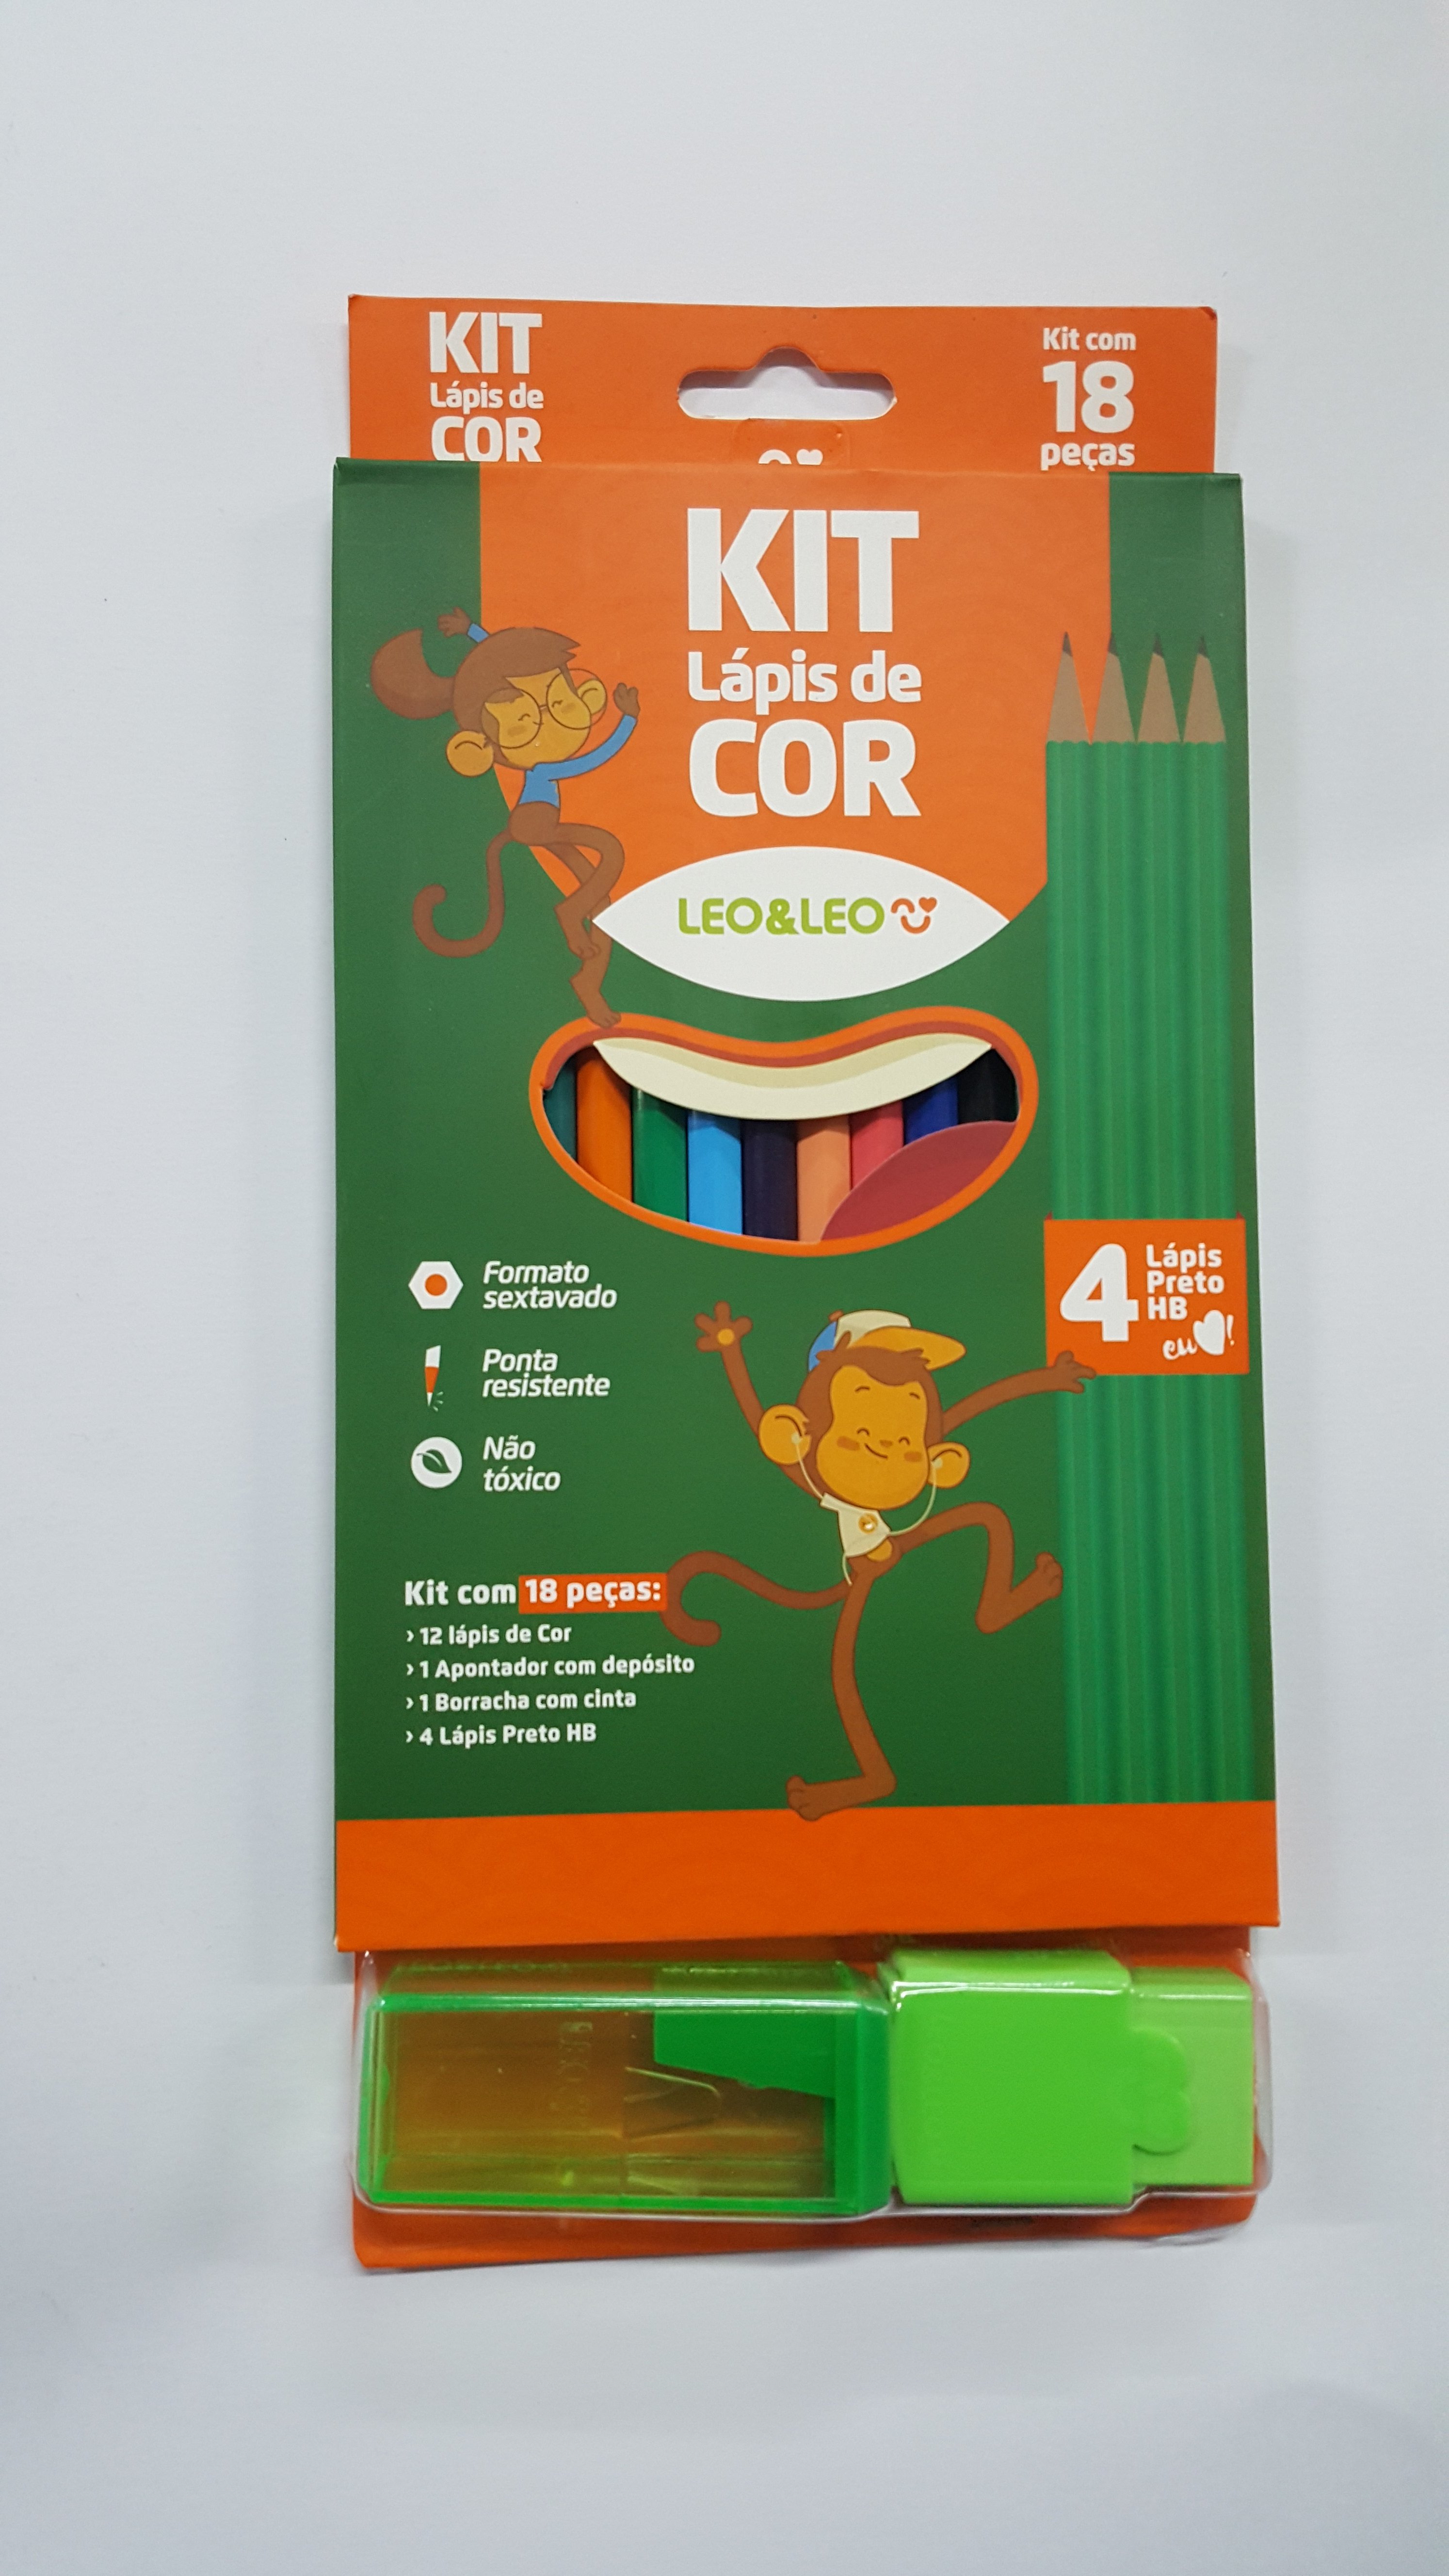 KIT
Lápis de
COR
Kit com
18
peças
KIT
Lápis de
COR
LEO&LEO
Formato
sextavado
Ponta
resistente
Não
tóxico
4 Lápis
Preto
HB
eu !
Kit com 18 peças:
› 12 lápis de Cor
› 1 Apontador com depósito
› 1 Borracha com cinta
› 4 Lápis Preto HB